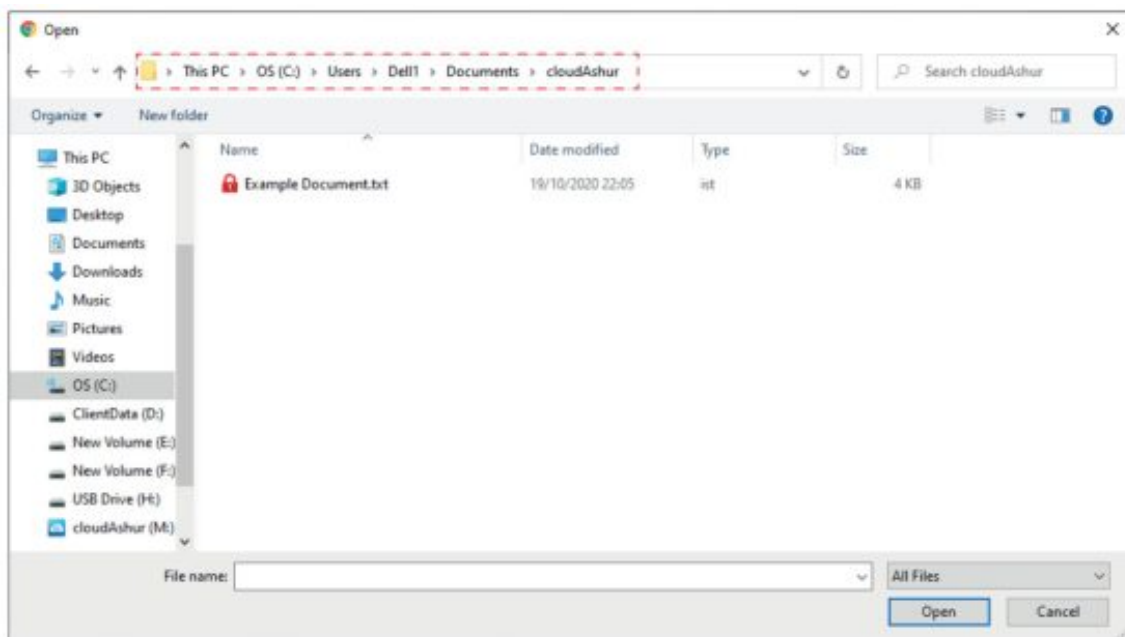 Open
This PC > OS (C:) > Users > Dell1 > Documents > cloudAshur
Search cloudAshur
Organize
New folder
Name
Date modified
Type
Size
Example Document.txt
19/10/2020 22:05
ist
4 KB
This PC
3D Objects
Desktop
Documents
Downloads
Music
Pictures
Videos
OS (C:)
ClientData (D:)
New Volume (E:)
New Volume (F:)
USB Drive (H:)
cloudAshur (M:)
File name:
All Files
Open
Cancel